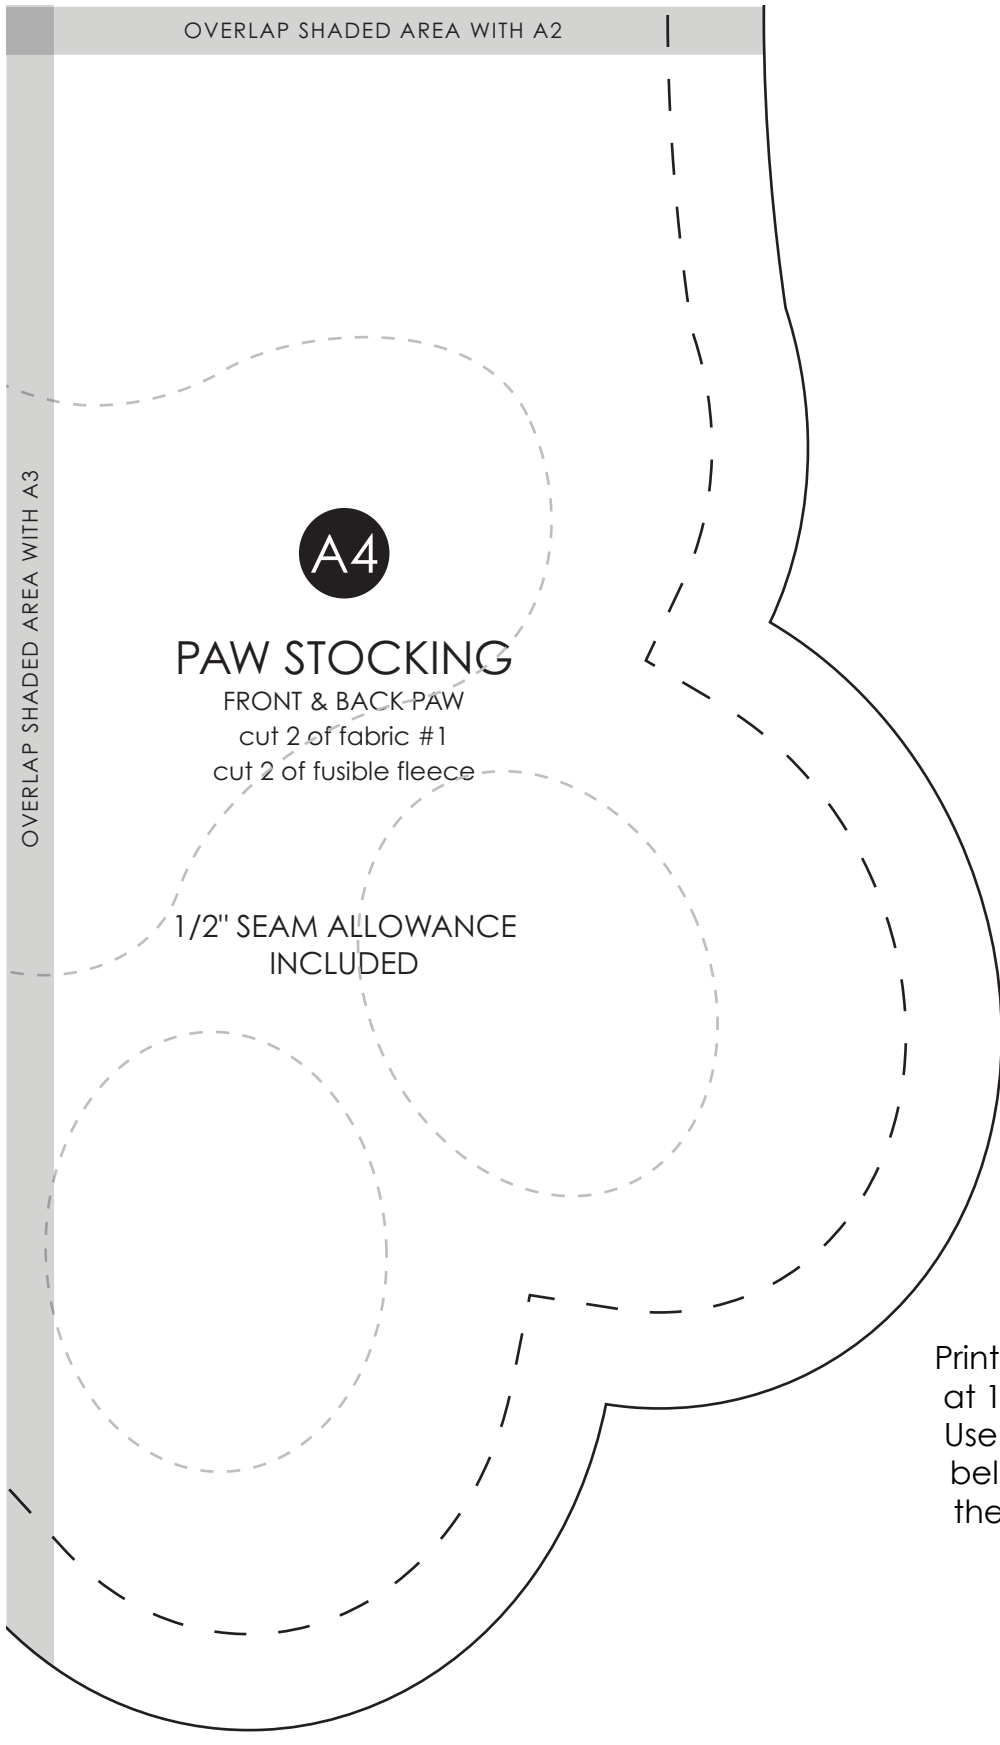 OVERLAP SHADED AREA WITH A2
OVERLAP SHADED AREA WITH A3
A4
PAW STOCKING
FRONT & BACK PAW
cut 2 of fabric #1
cut 2 of fusible fleece
1/2" SEAM ALLOWANCE
INCLUDED
Print
at 1
Use
bel
the